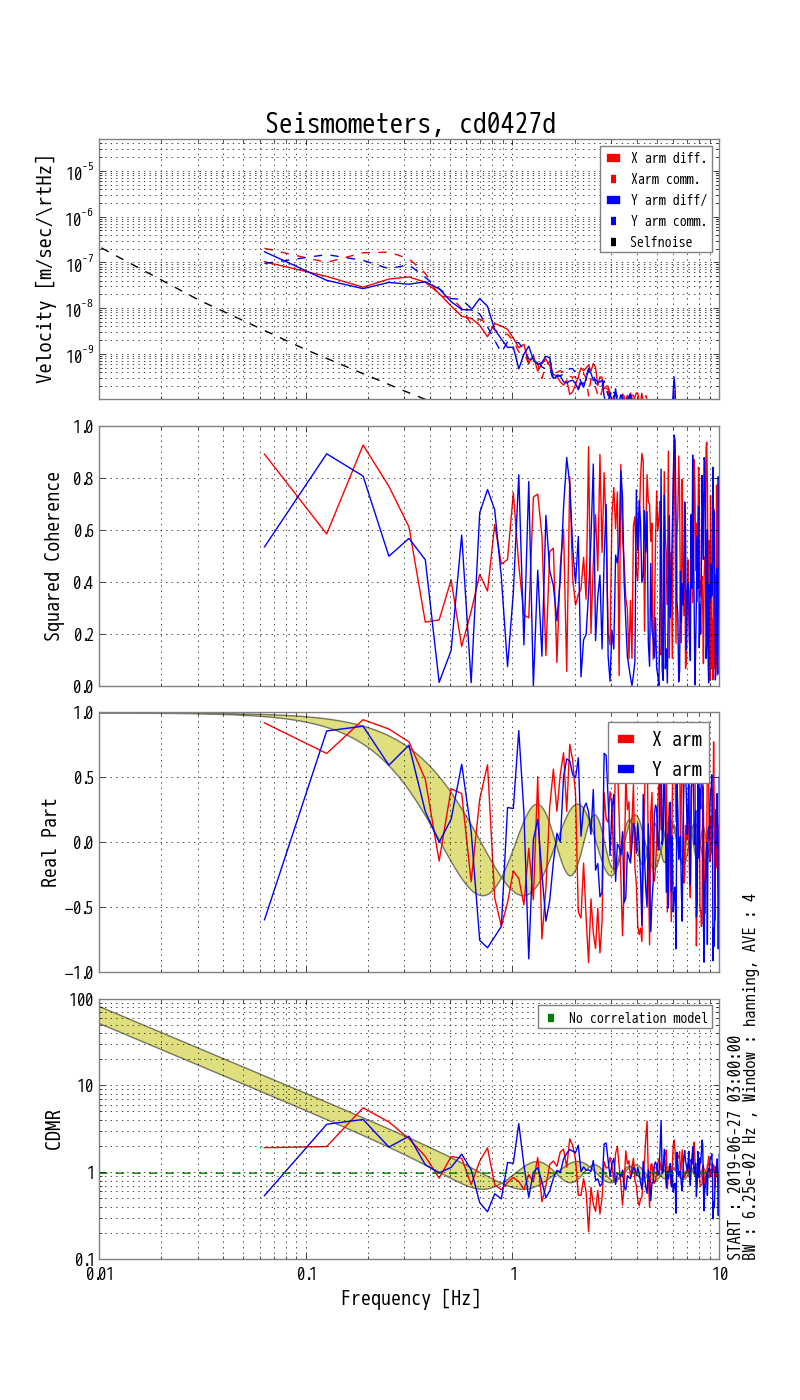 Seismometers, cd0427d
Velocity [m/sec/\rtHz]
10^-5
10^-6
10^-7
10^-8
10^-9
X arm diff.
Xarm comm.
Y arm diff/
Y arm comm.
Selfnoise
Squared Coherence
1.0
0.8
0.6
0.4
0.2
0.0
Real Part
1.0
0.5
0.0
−0.5
−1.0
X arm
Y arm
CDMR
100
10
1
0.1
No correlation model
0.01
0.1
1
10
Frequency [Hz]
START : 2019-06-27 03:00:00
BW : 6.25e-02 Hz , Window : hanning, AVE : 4